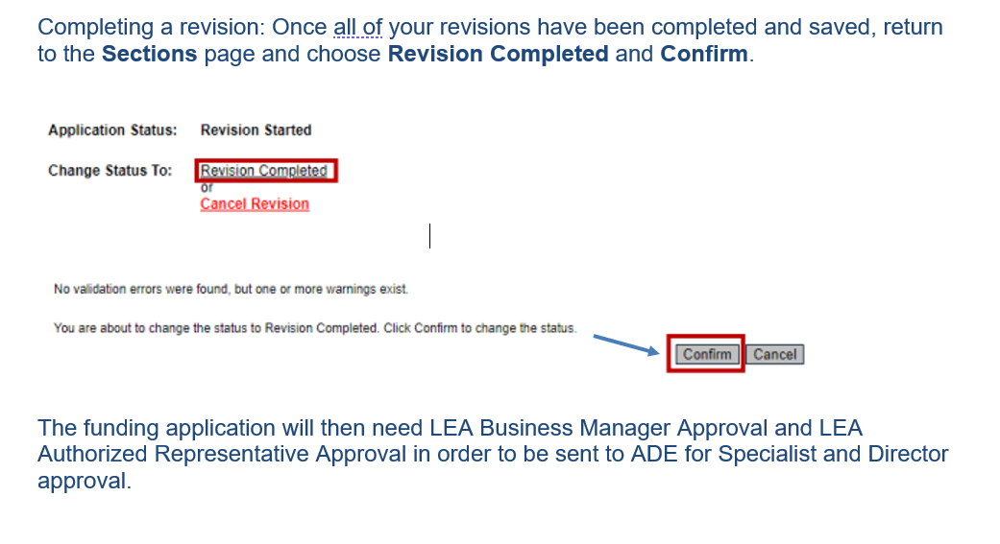 Completing a revision: Once all of your revisions have been completed and saved, return
to the Sections page and choose Revision Completed and Confirm.
Application Status: Revision Started
Change Status To: Revision Completed
or
Cancel Revision
No validation errors were found, but one or more warnings exist.
You are about to change the status to Revision Completed. Click Confirm to change the status.
Confirm Cancel
The funding application will then need LEA Business Manager Approval and LEA
Authorized Representative Approval in order to be sent to ADE for Specialist and Director
approval.